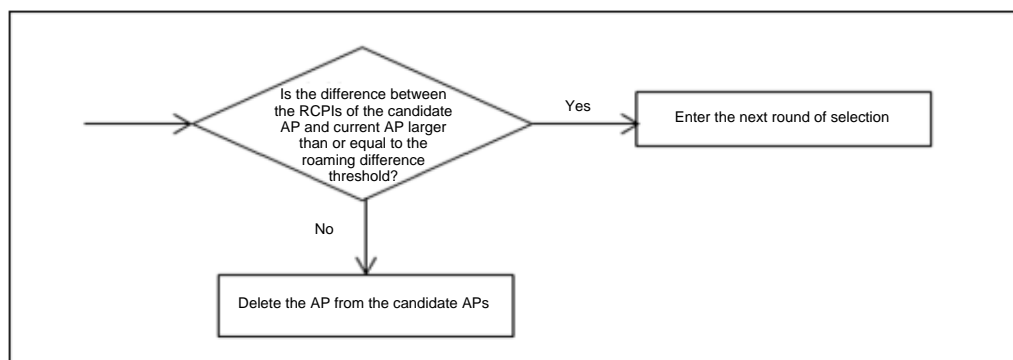 Is the difference between
the RCPIs of the candidate
AP and current AP larger
than or equal to the
roaming difference
threshold?
Yes
Enter the next round of selection
No
Delete the AP from the candidate APs